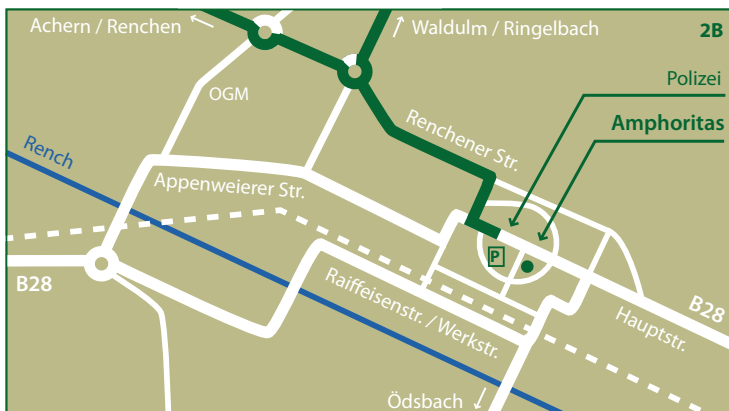 Achern / Renchen
Waldulm / Ringelbach
2B
Polizei
OGM
Amphoritas
Renchener Str.
Rench
Appenweierer Str.
P
B28
Raiffeisenstr. / Werkstr.
B28
Hauptstr.
Ödsbach